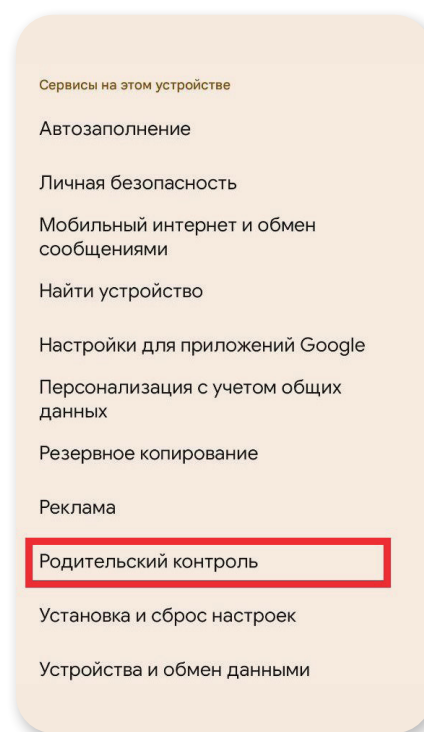 Сервисы на этом устройстве
Автозаполнение
Личная безопасность
Мобильный интернет и обмен
сообщениями
Найти устройство
Настройки для приложений Google
Персонализация с учетом общих
данных
Резервное копирование
Реклама
Родительский контроль
Установка и сброс настроек
Устройства и обмен данными